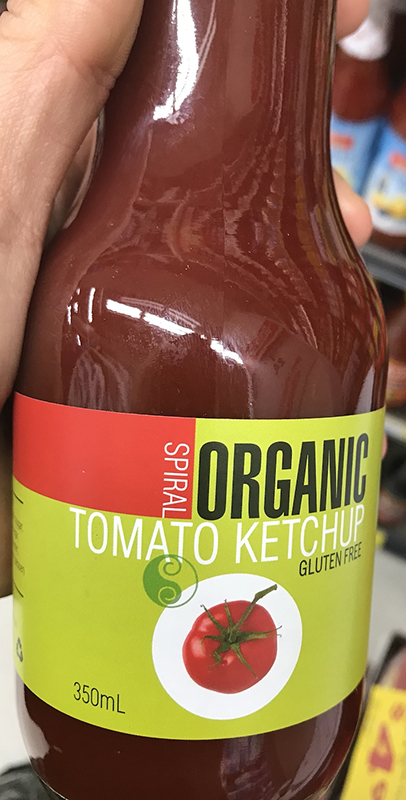 SPIRAL
ORGANIC
TOMATO KETCHUP
GLUTEN FREE
350mL